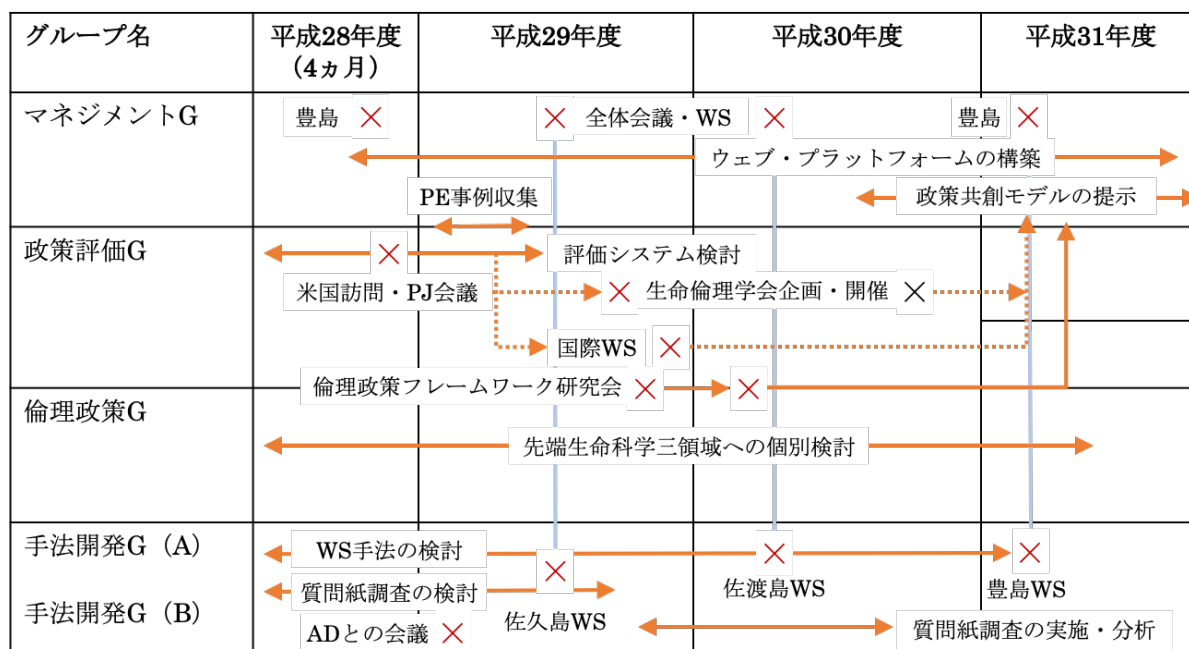 グループ名
平成28年度
（4ヵ月）
平成29年度
平成30年度
平成31年度
マネジメントG
豊島
全体会議・WS
豊島
ウェブ・プラットフォームの構築
PE事例収集
政策共創モデルの提示
政策評価G
評価システム検討
米国訪問・PJ会議
生命倫理学会企画・開催
国際WS
倫理政策フレームワーク研究会
倫理政策G
先端生命科学三領域への個別検討
手法開発G（A）
WS手法の検討
質問紙調査の検討
佐渡島WS
豊島WS
手法開発G（B）
ADとの会議
佐久島WS
質問紙調査の実施・分析